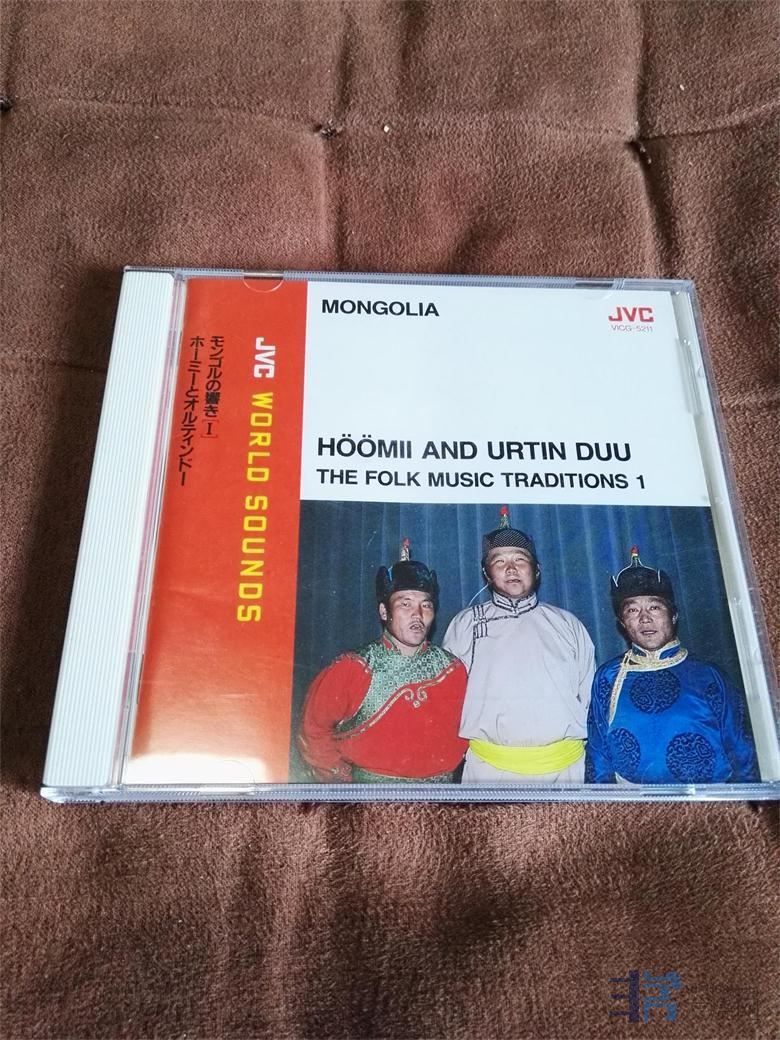 MONGOLIA
JVC
VICG-5211
HÖÖMII AND URTIN DUU
THE FOLK MUSIC TRADITIONS 1
JVC WORLD SOUNDS
モンゴルの響き[I]
ホーミーとオルティンドー